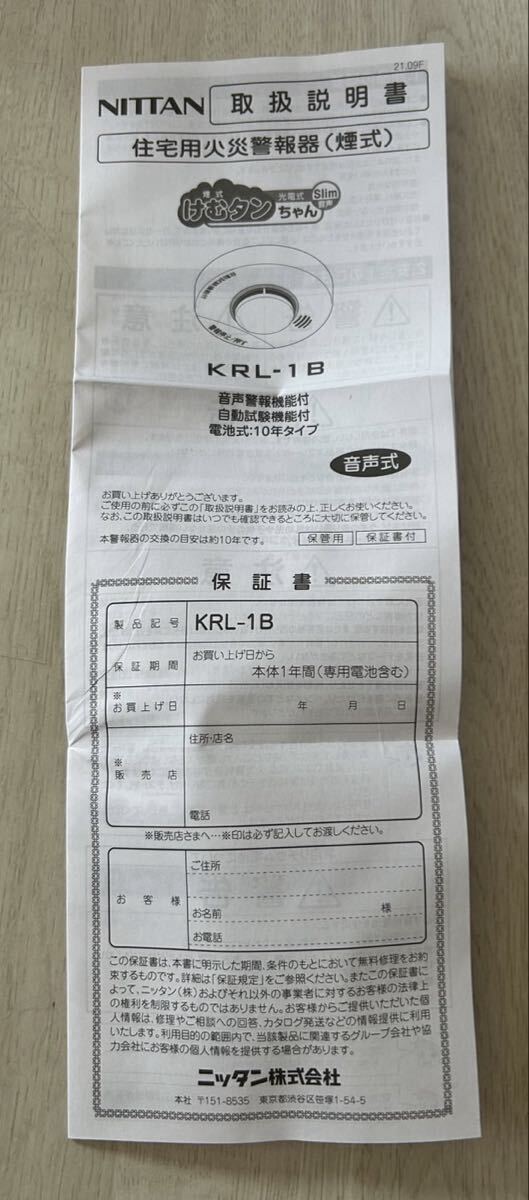 21.09F
NITTAN 取扱説明書
住宅用火災警報器(煙式)
煙式 けむタンちゃん 光電式 Slim 音声
KRL-1B
音声警報機能付
自動試験機能付
電池式:10年タイプ
音声式
お買い上げありがとうございます。
ご使用の前に必ずこの「取扱説明書」をお読みの上、正しくお使いください。
なお、この取扱説明書はいつでも確認できるところに大切に保管してください。
本警報器の交換の目安は約10年です。 保管用 保証書付
保証書
製品記号 KRL-1B
保証期間 お買い上げ日から
本体1年間(専用電池含む)
※
お買上げ日 年 月 日
※
販売店
住所・店名
電話
※販売店さまへ…※印は必ず記入してお渡しください。
お客様
ご住所
お名前 様
お電話
この保証書は、本書に明示した期間、条件のもとにおいて無料修理をお約
束するものです。詳細は「保証規定」をご参照ください。またこの保証書に
よって、ニッタン(株)およびそれ以外の事業者に対するお客様の法律上
の権利を制限するものではありません。お客様からご提供いただいた個
人情報は、修理やご相談への回答、カタログ発送などの情報提供に利用
いたします。利用目的の範囲内で、当該製品に関連するグループ会社や協
力会社にお客様の個人情報を提供する場合があります。
ニッタン株式会社
本社 〒151-8535 東京都渋谷区笹塚1-54-5